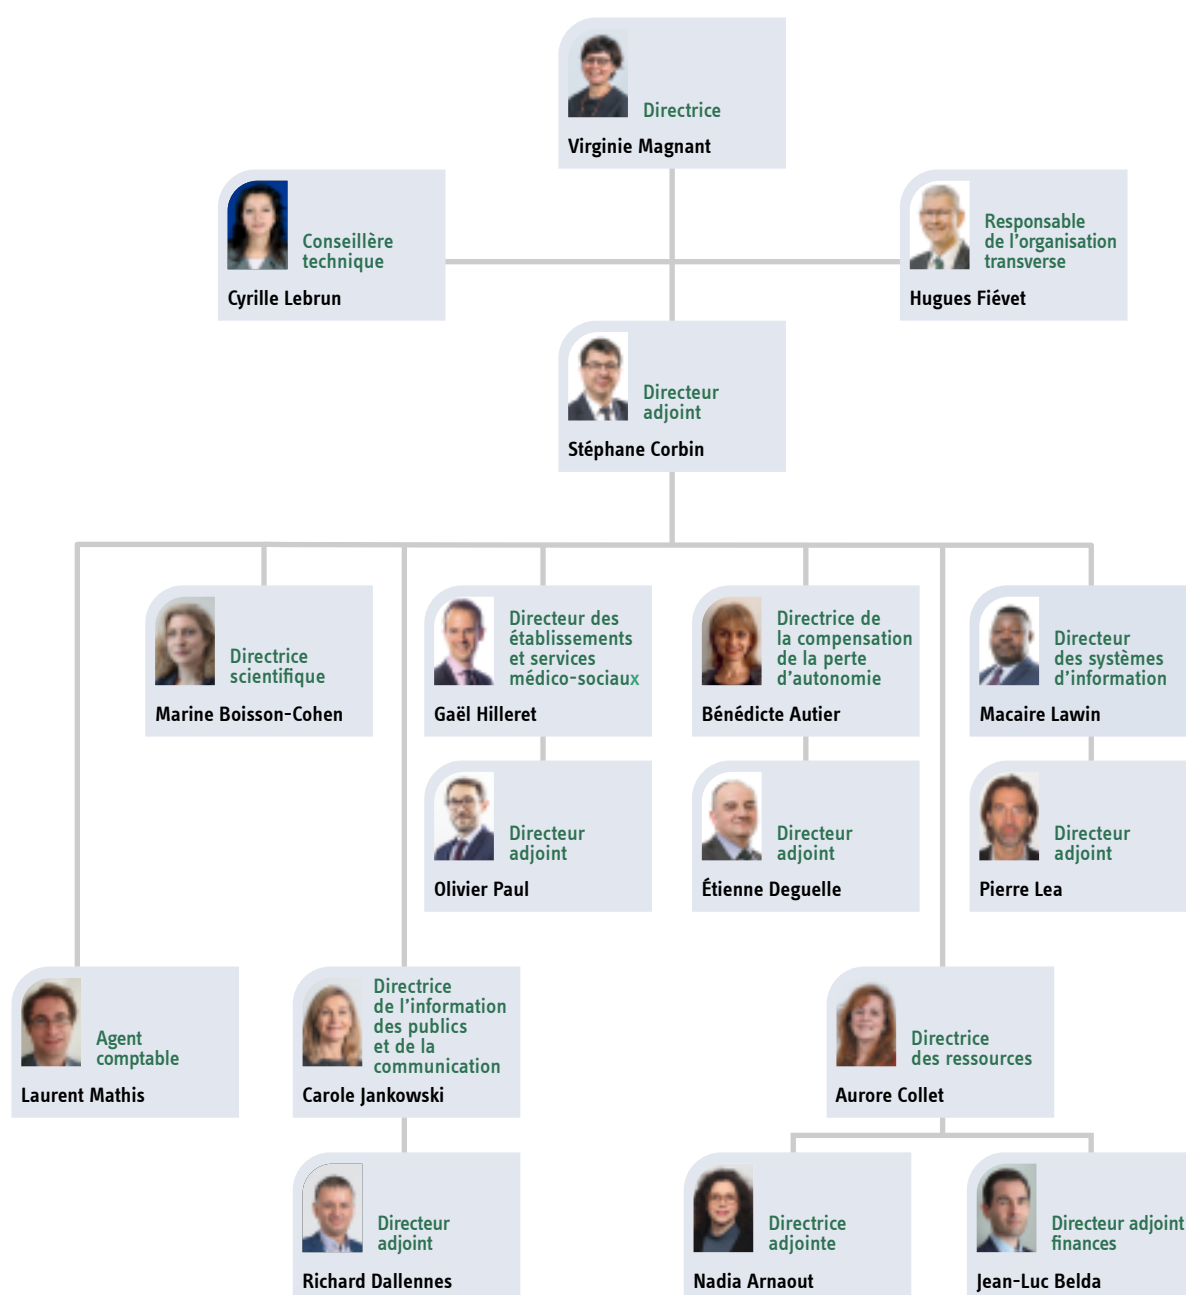 Directrice
Virginie Magnant
Conseillère
technique
Cyrille Lebrun
Responsable
de l'organisation
transverse
Hugues Fiévet
Directeur
adjoint
Stéphane Corbin
Directrice
scientifique
Marine Boisson-Cohen
Directeur des
établissements
et services
médico-sociaux
Gaël Hilleret
Directrice de
la compensation
de la perte
d'autonomie
Bénédicte Autier
Directeur
des systèmes
d'information
Macaire Lawin
Directeur
adjoint
Olivier Paul
Directeur
adjoint
Étienne Deguelle
Directeur
adjoint
Pierre Lea
Agent
comptable
Laurent Mathis
Directrice
de l'information
des publics
et de la
communication
Carole Jankowski
Directrice
des ressources
Aurore Collet
Directeur
adjoint
Richard Dallennes
Directrice
adjointe
Nadia Arnaout
Directeur adjoint
finances
Jean-Luc Belda